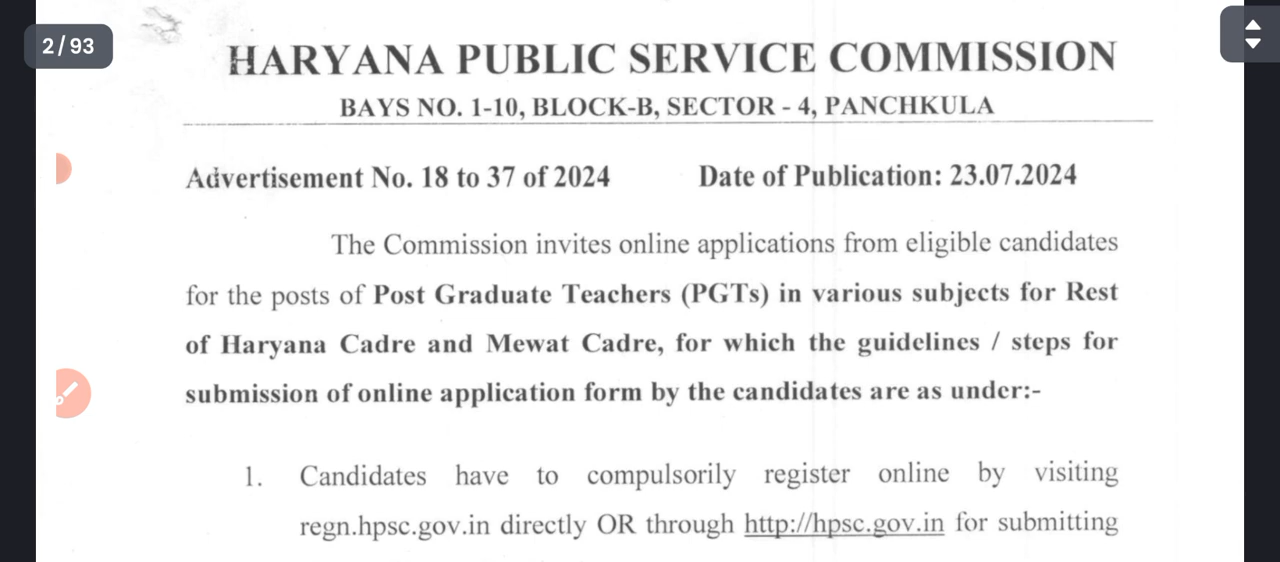 2/93
HARYANA PUBLIC SERVICE COMMISSION
BAYS NO. 1-10, BLOCK-B, SECTOR - 4, PANCHKULA
Advertisement No. 18 to 37 of 2024 Date of Publication: 23.07.2024
The Commission invites online applications from eligible candidates
for the posts of Post Graduate Teachers (PGTs) in various subjects for Rest
of Haryana Cadre and Mewat Cadre, for which the guidelines / steps for
submission of online application form by the candidates are as under:-
1. Candidates have to compulsorily register online by visiting
regn.hpsc.gov.in directly OR through http://hpsc.gov.in for submitting